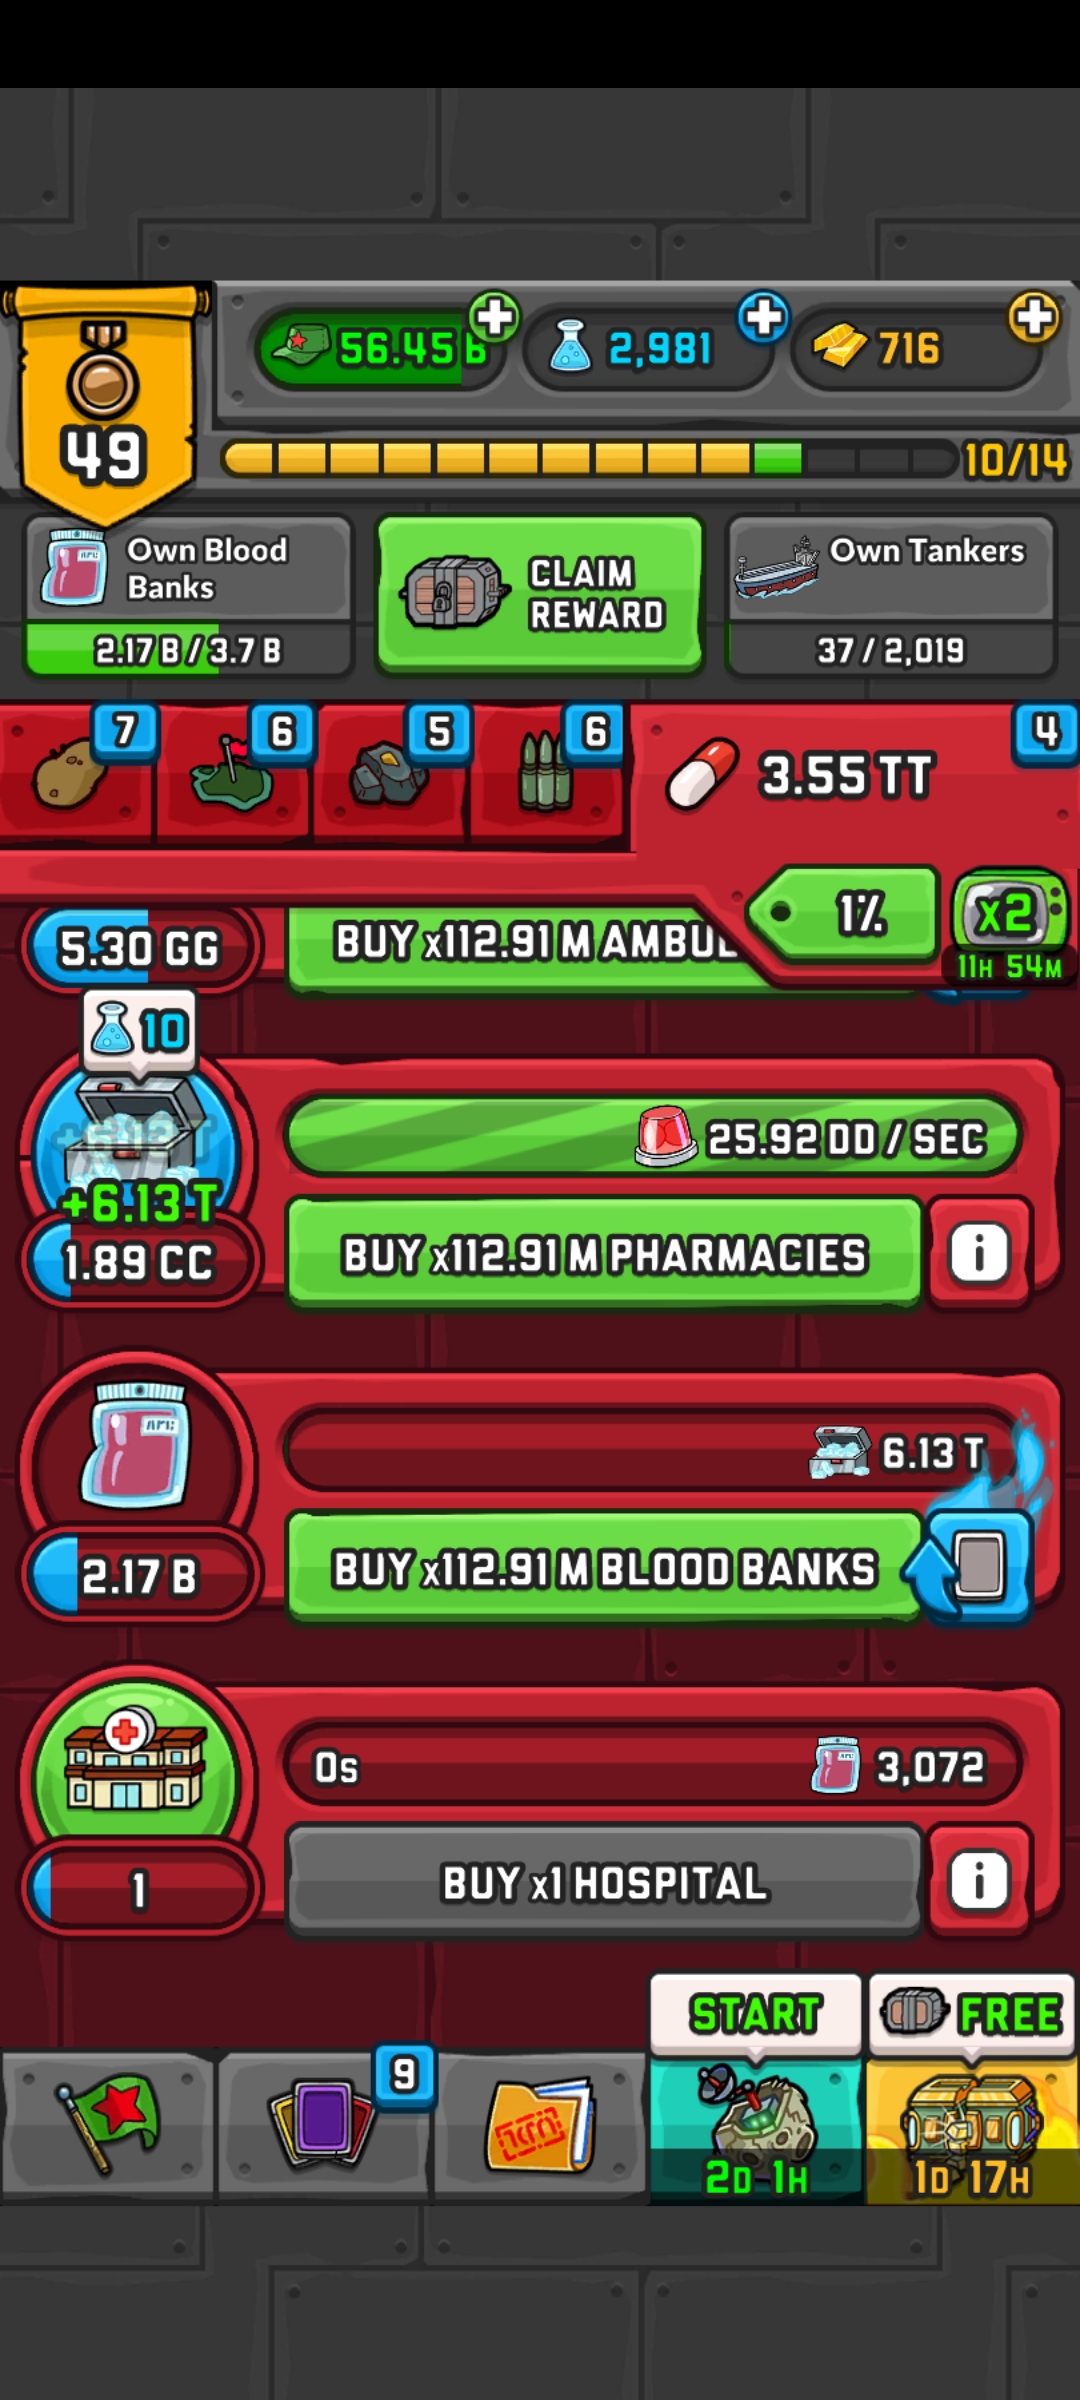 49
56.45 B
2,981
716
10/14
Own Blood
Banks
2.17 B / 3.7 B
CLAIM
REWARD
Own Tankers
37 / 2,019
7
6
5
6
4
3.55 TT
1%
x2
11H 54M
5.30 GG
BUY x112.91 M AMBUL
10
25.92 DD / SEC
+6.13 T
1.89 CC
BUY x112.91 M PHARMACIES
i
6.13 T
2.17 B
BUY x112.91 M BLOOD BANKS
0s
3,072
1
BUY x1 HOSPITAL
i
START
FREE
9
2D 1H
1D 17H